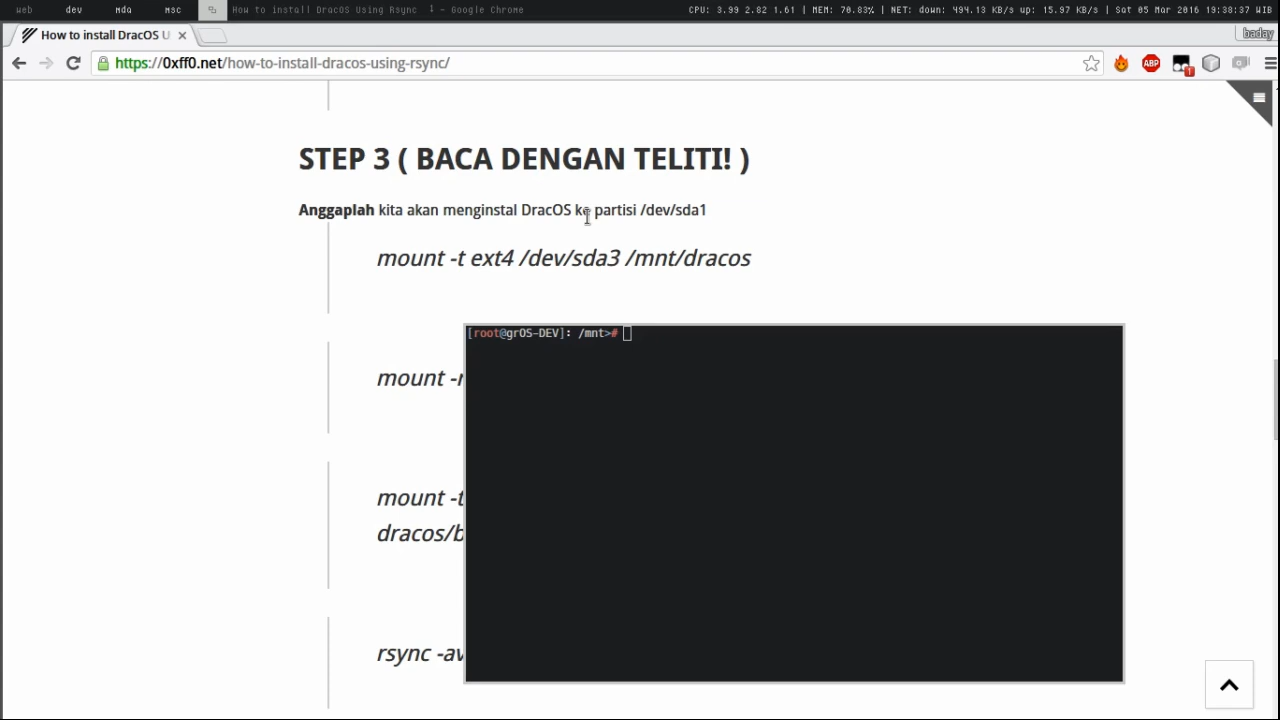 web dev mda msc How to install DracOS Using Rsync ↓ - Google Chrome CPU: 3.99 2.82 1.61 | MEM: 70.83% | NET: down: 494.13 KB/s up: 15.97 KB/s | Sat 05 Mar 2016 19:38:37 WIB
How to install DracOS U
baday
https://0xff0.net/how-to-install-dracos-using-rsync/
ABP
1
STEP 3 ( BACA DENGAN TELITI! )
Anggaplah kita akan menginstal DracOS ke partisi /dev/sda1
mount -t ext4 /dev/sda3 /mnt/dracos
[root@grOS-DEV]: /mnt>#
mount -r
mount -t
dracos/b
rsync -av